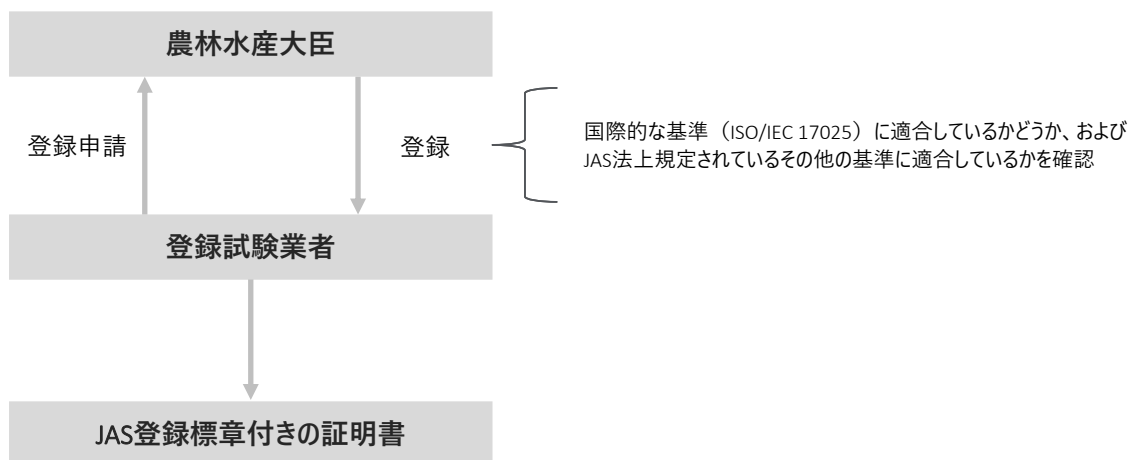 農林水産大臣
登録申請
登録
国際的な基準（ISO/IEC 17025）に適合しているかどうか、および
JAS法上規定されているその他の基準に適合しているかを確認
登録試験業者
JAS登録標章付きの証明書